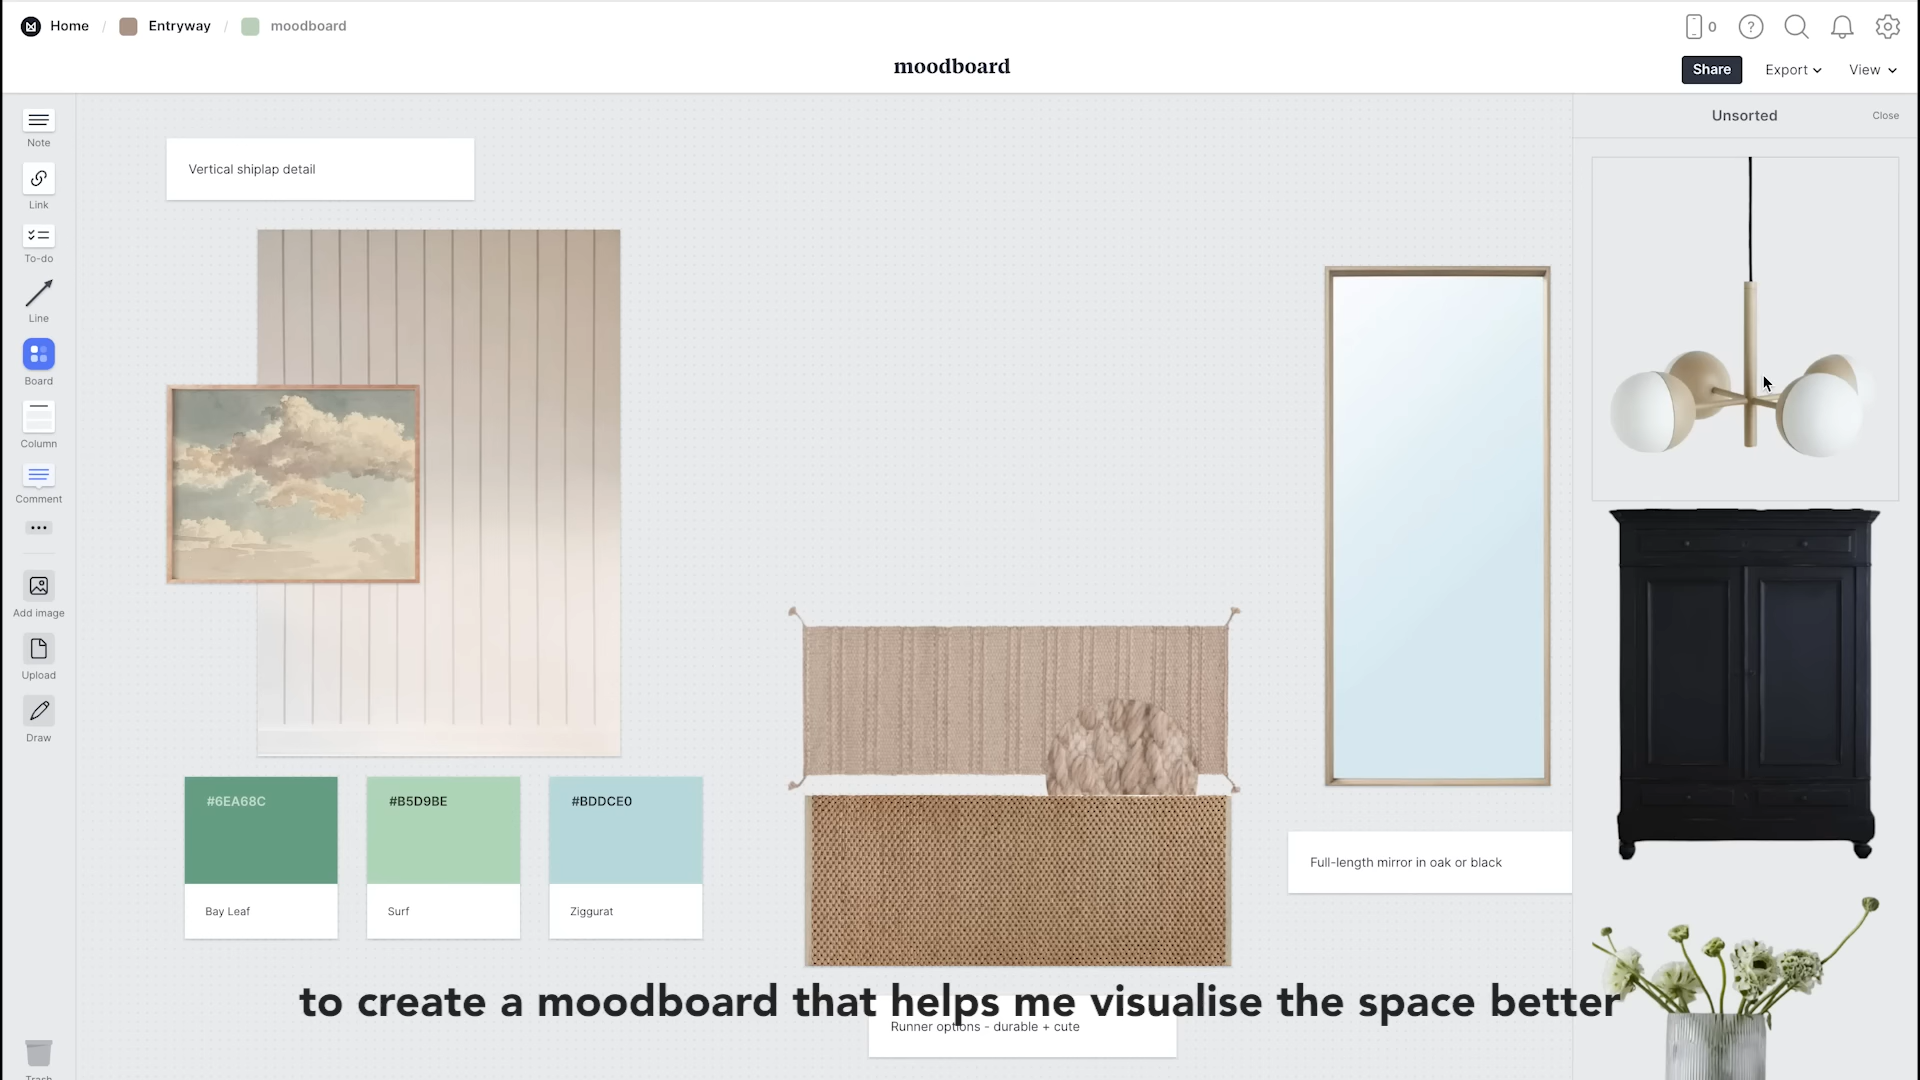 Home / Entryway / moodboard
0
?
moodboard
Share
Export
View
Note
Link
To-do
Line
Board
Column
Comment
Add image
Upload
Draw
Trash
Unsorted
Close
Vertical shiplap detail
#6EA68C
Bay Leaf
#B5D9BE
Surf
#BDDCE0
Ziggurat
Full-length mirror in oak or black
to create a moodboard that helps me visualise the space better
Runner options - durable + cute